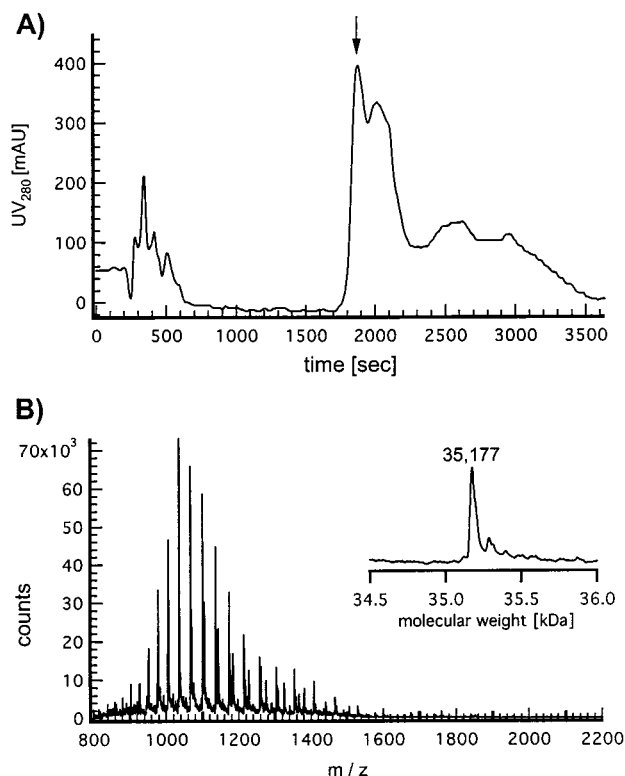 A)
400
300
200
100
0
UV280 [mAU]
0 500 1000 1500 2000 2500 3000 3500
time [sec]
B)
70x10³
60
50
40
30
20
10
0
counts
800 1000 1200 1400 1600 1800 2000 2200
m / z
35,177
34.5 35.0 35.5 36.0
molecular weight [kDa]